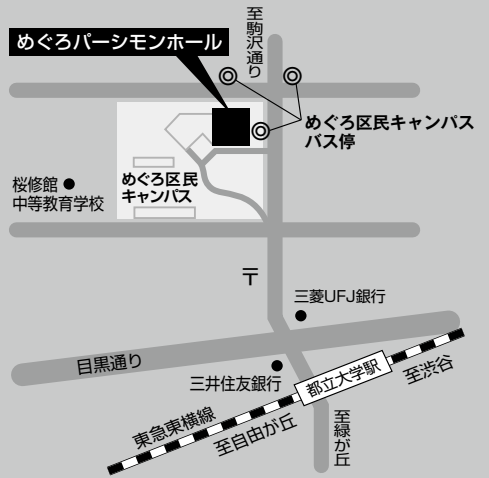 至駒沢通り
めぐろパーシモンホール
めぐろ区民キャンパス
バス停
桜修館
中等教育学校
めぐろ区民
キャンパス
〒
三菱UFJ銀行
目黒通り
三井住友銀行
都立大学駅
至渋谷
東急東横線
至自由が丘
至緑が丘